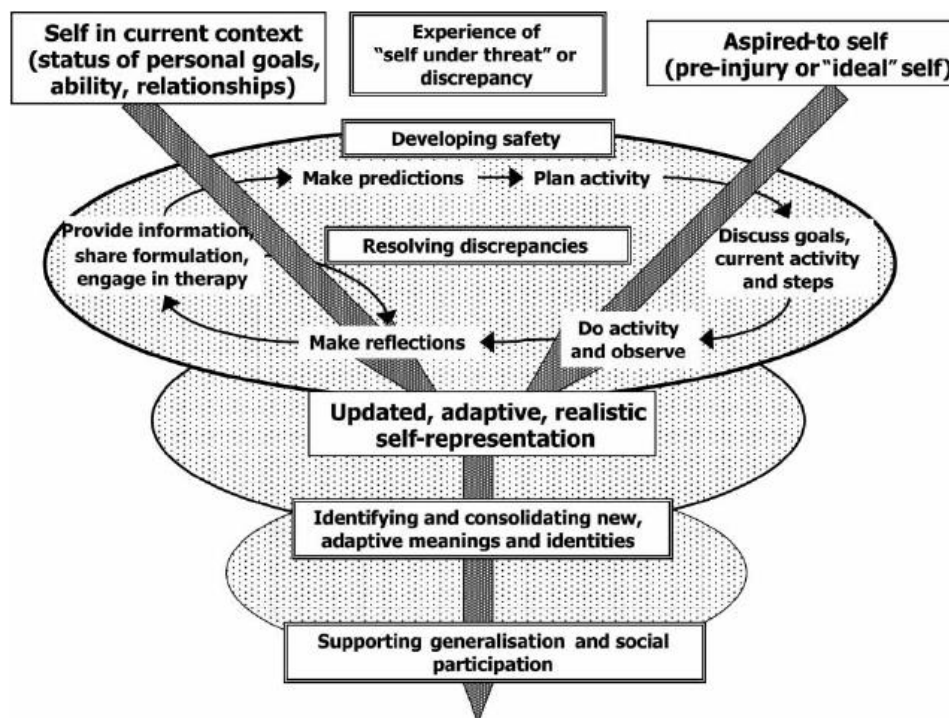 Self in current context
(status of personal goals,
ability, relationships)
Experience of
“self under threat” or
discrepancy
Aspired-to self
(pre-injury or “ideal” self)
Developing safety
Make predictions
Plan activity
Provide information,
share formulation,
engage in therapy
Resolving discrepancies
Discuss goals,
current activity
and steps
Make reflections
Do activity
and observe
Updated, adaptive, realistic
self-representation
Identifying and consolidating new,
adaptive meanings and identities
Supporting generalisation and social
participation